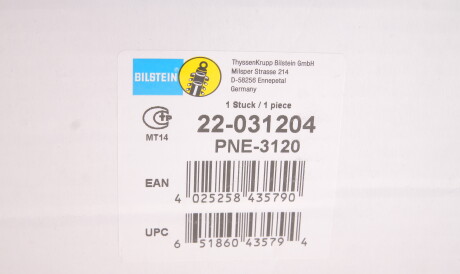 BILSTEIN
ThyssenKrupp Bilstein GmbH
Milsper Strasse 214
D-58256 Ennepetal
Germany
1 Stuck / 1 piece
MT14
22-031204
PNE-3120
EAN
4 025258 435790
UPC
6 51860 43579 4